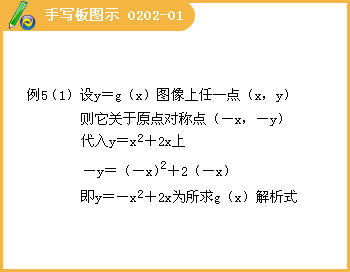 手写板图示 0202-01
例5(1)设y=g(x)图像上任一点(x,y)
则它关于原点对称点(-x,-y)
代入y=x²+2x上
-y=(-x)²+2(-x)
即y=-x²+2x为所求g(x)解析式